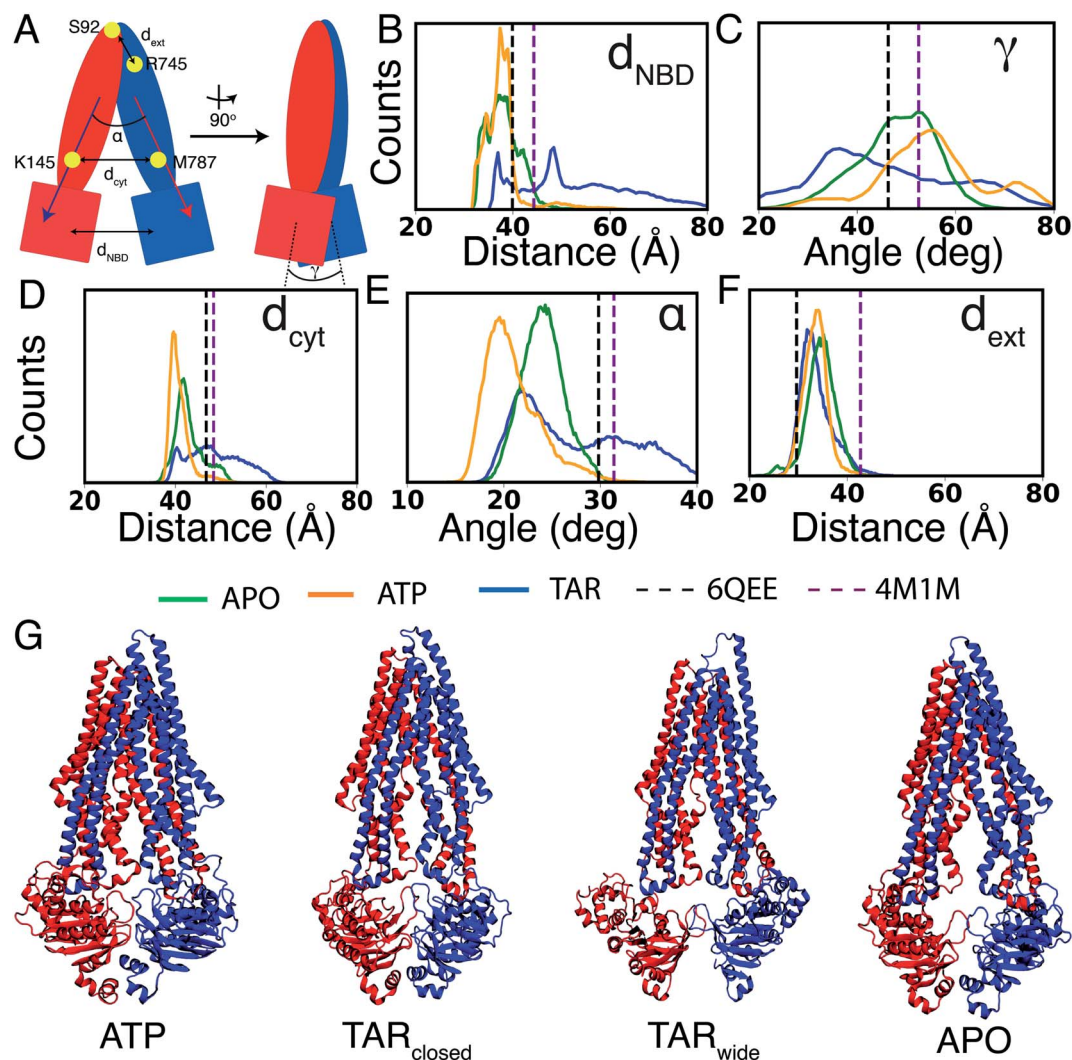 A
S92
d_ext
R745
α
90°
K145
M787
d_cyt
d_NBD
γ
B
d_NBD
Counts
40 60 80
Distance (Å)
C
γ
20 40 60 80
Angle (deg)
D
d_cyt
Counts
20 40 60 80
Distance (Å)
E
α
10 20 30 40
Angle (deg)
F
d_ext
20 40 60 80
Distance (Å)
APO ATP TAR 6QEE 4M1M
G
ATP TAR_closed TAR_wide APO